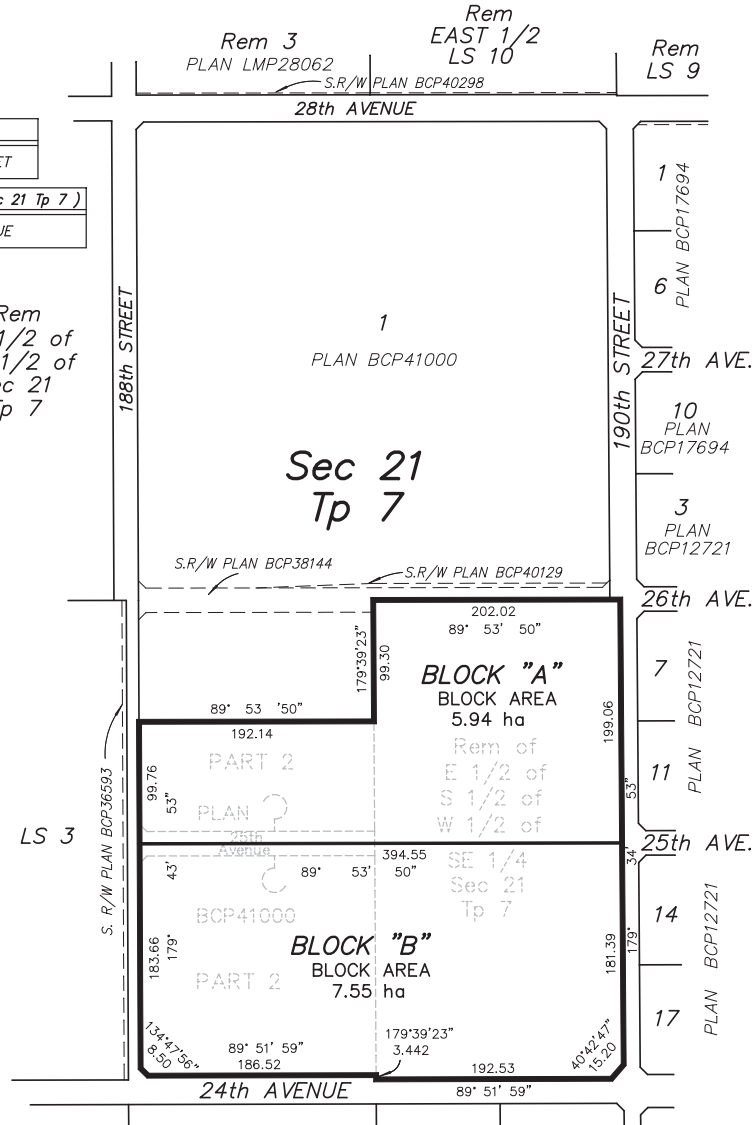 Rem 3
PLAN LMP28062
Rem
EAST 1/2
LS 10
Rem
LS 9
S.R/W PLAN BCP40298
28th AVENUE
ET
c 21 Tp 7 )
UE
Rem
1/2 of
1/2 of
ec 21
Tp 7
188th STREET
1
PLAN BCP41000
Sec 21
Tp 7
190th STREET
1
6
PLAN BCP17694
27th AVE.
10
PLAN
BCP17694
3
PLAN
BCP12721
S.R/W PLAN BCP38144
S.R/W PLAN BCP40129
26th AVE.
202.02
89° 53' 50"
179°39'23"
99.30
BLOCK "A"
BLOCK AREA
5.94 ha
199.06
7
11
PLAN BCP12721
89° 53 '50"
192.14
PART 2
99.76
53"
PLAN
25th
Avenue
Rem of
E 1/2 of
S 1/2 of
W 1/2 of
SE 1/4
Sec 21
Tp 7
53"
25th AVE.
34'
S. R/W PLAN BCP36593
LS 3
394.55
89° 53' 50"
43'
BCP41000
183.66
179°
BLOCK "B"
BLOCK AREA
7.55 ha
PART 2
181.39
179°
14
17
PLAN BCP12721
134°47'56"
8.50
89° 51' 59"
186.52
179°39'23"
3.442
192.53
40°42'47"
15.20
24th AVENUE
89° 51' 59"